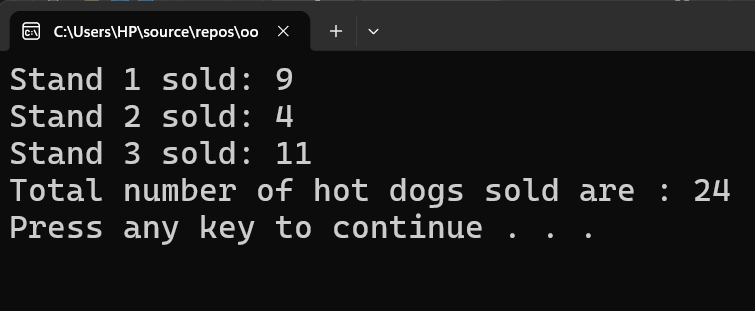 C:\Users\HP\source\repos\oo
Stand 1 sold: 9
Stand 2 sold: 4
Stand 3 sold: 11
Total number of hot dogs sold are : 24
Press any key to continue . . .